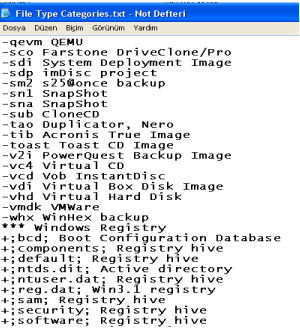 File Type Categories.txt - Not Defteri
Dosya Düzen Biçim Görünüm Yardım
-qevm QEMU
-sco Farstone DriveClone/Pro
-sdi System Deployment Image
-sdp imDisc project
-sm2 s25@once backup
-sn1 SnapShot
-sna SnapShot
-sub CloneCD
-tao Duplicator, Nero
-tib Acronis True Image
-toast Toast CD Image
-v2i PowerQuest Backup Image
-vc4 Virtual CD
-vcd Vob InstantDisc
-vdi Virtual Box Disk Image
-vhd Virtual Hard Disk
-vmdk VMWare
-whx WinHex backup
*** Windows Registry
+;bcd; Boot Configuration Database
+;components; Registry hive
+;default; Registry hive
+;ntds.dit; Active directory
+;ntuser.dat; Registry hive
+;reg.dat; Win3.1 registry
+;sam; Registry hive
+;security; Registry hive
+;software; Registry hive